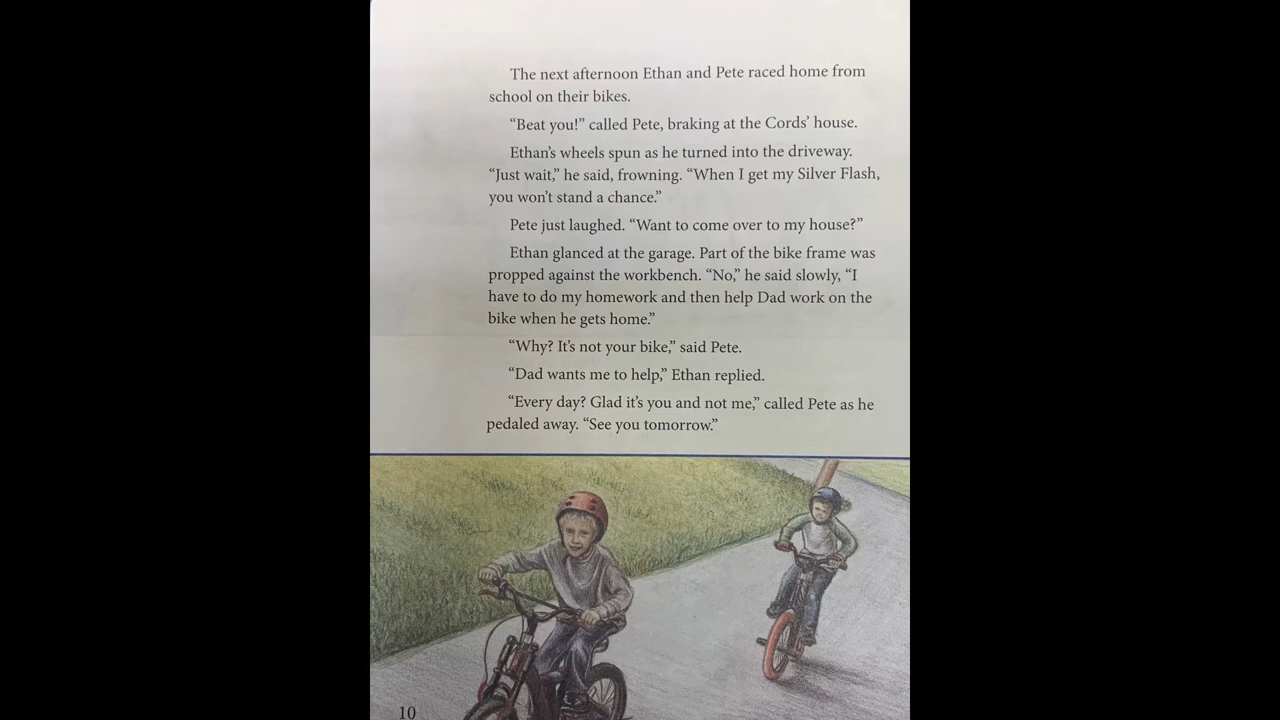 The next afternoon Ethan and Pete raced home from
school on their bikes.
“Beat you!” called Pete, braking at the Cords’ house.
Ethan’s wheels spun as he turned into the driveway.
“Just wait,” he said, frowning. “When I get my Silver Flash,
you won’t stand a chance.”
Pete just laughed. “Want to come over to my house?”
Ethan glanced at the garage. Part of the bike frame was
propped against the workbench. “No,” he said slowly, “I
have to do my homework and then help Dad work on the
bike when he gets home.”
“Why? It’s not your bike,” said Pete.
“Dad wants me to help,” Ethan replied.
“Every day? Glad it’s you and not me,” called Pete as he
pedaled away. “See you tomorrow.”
10